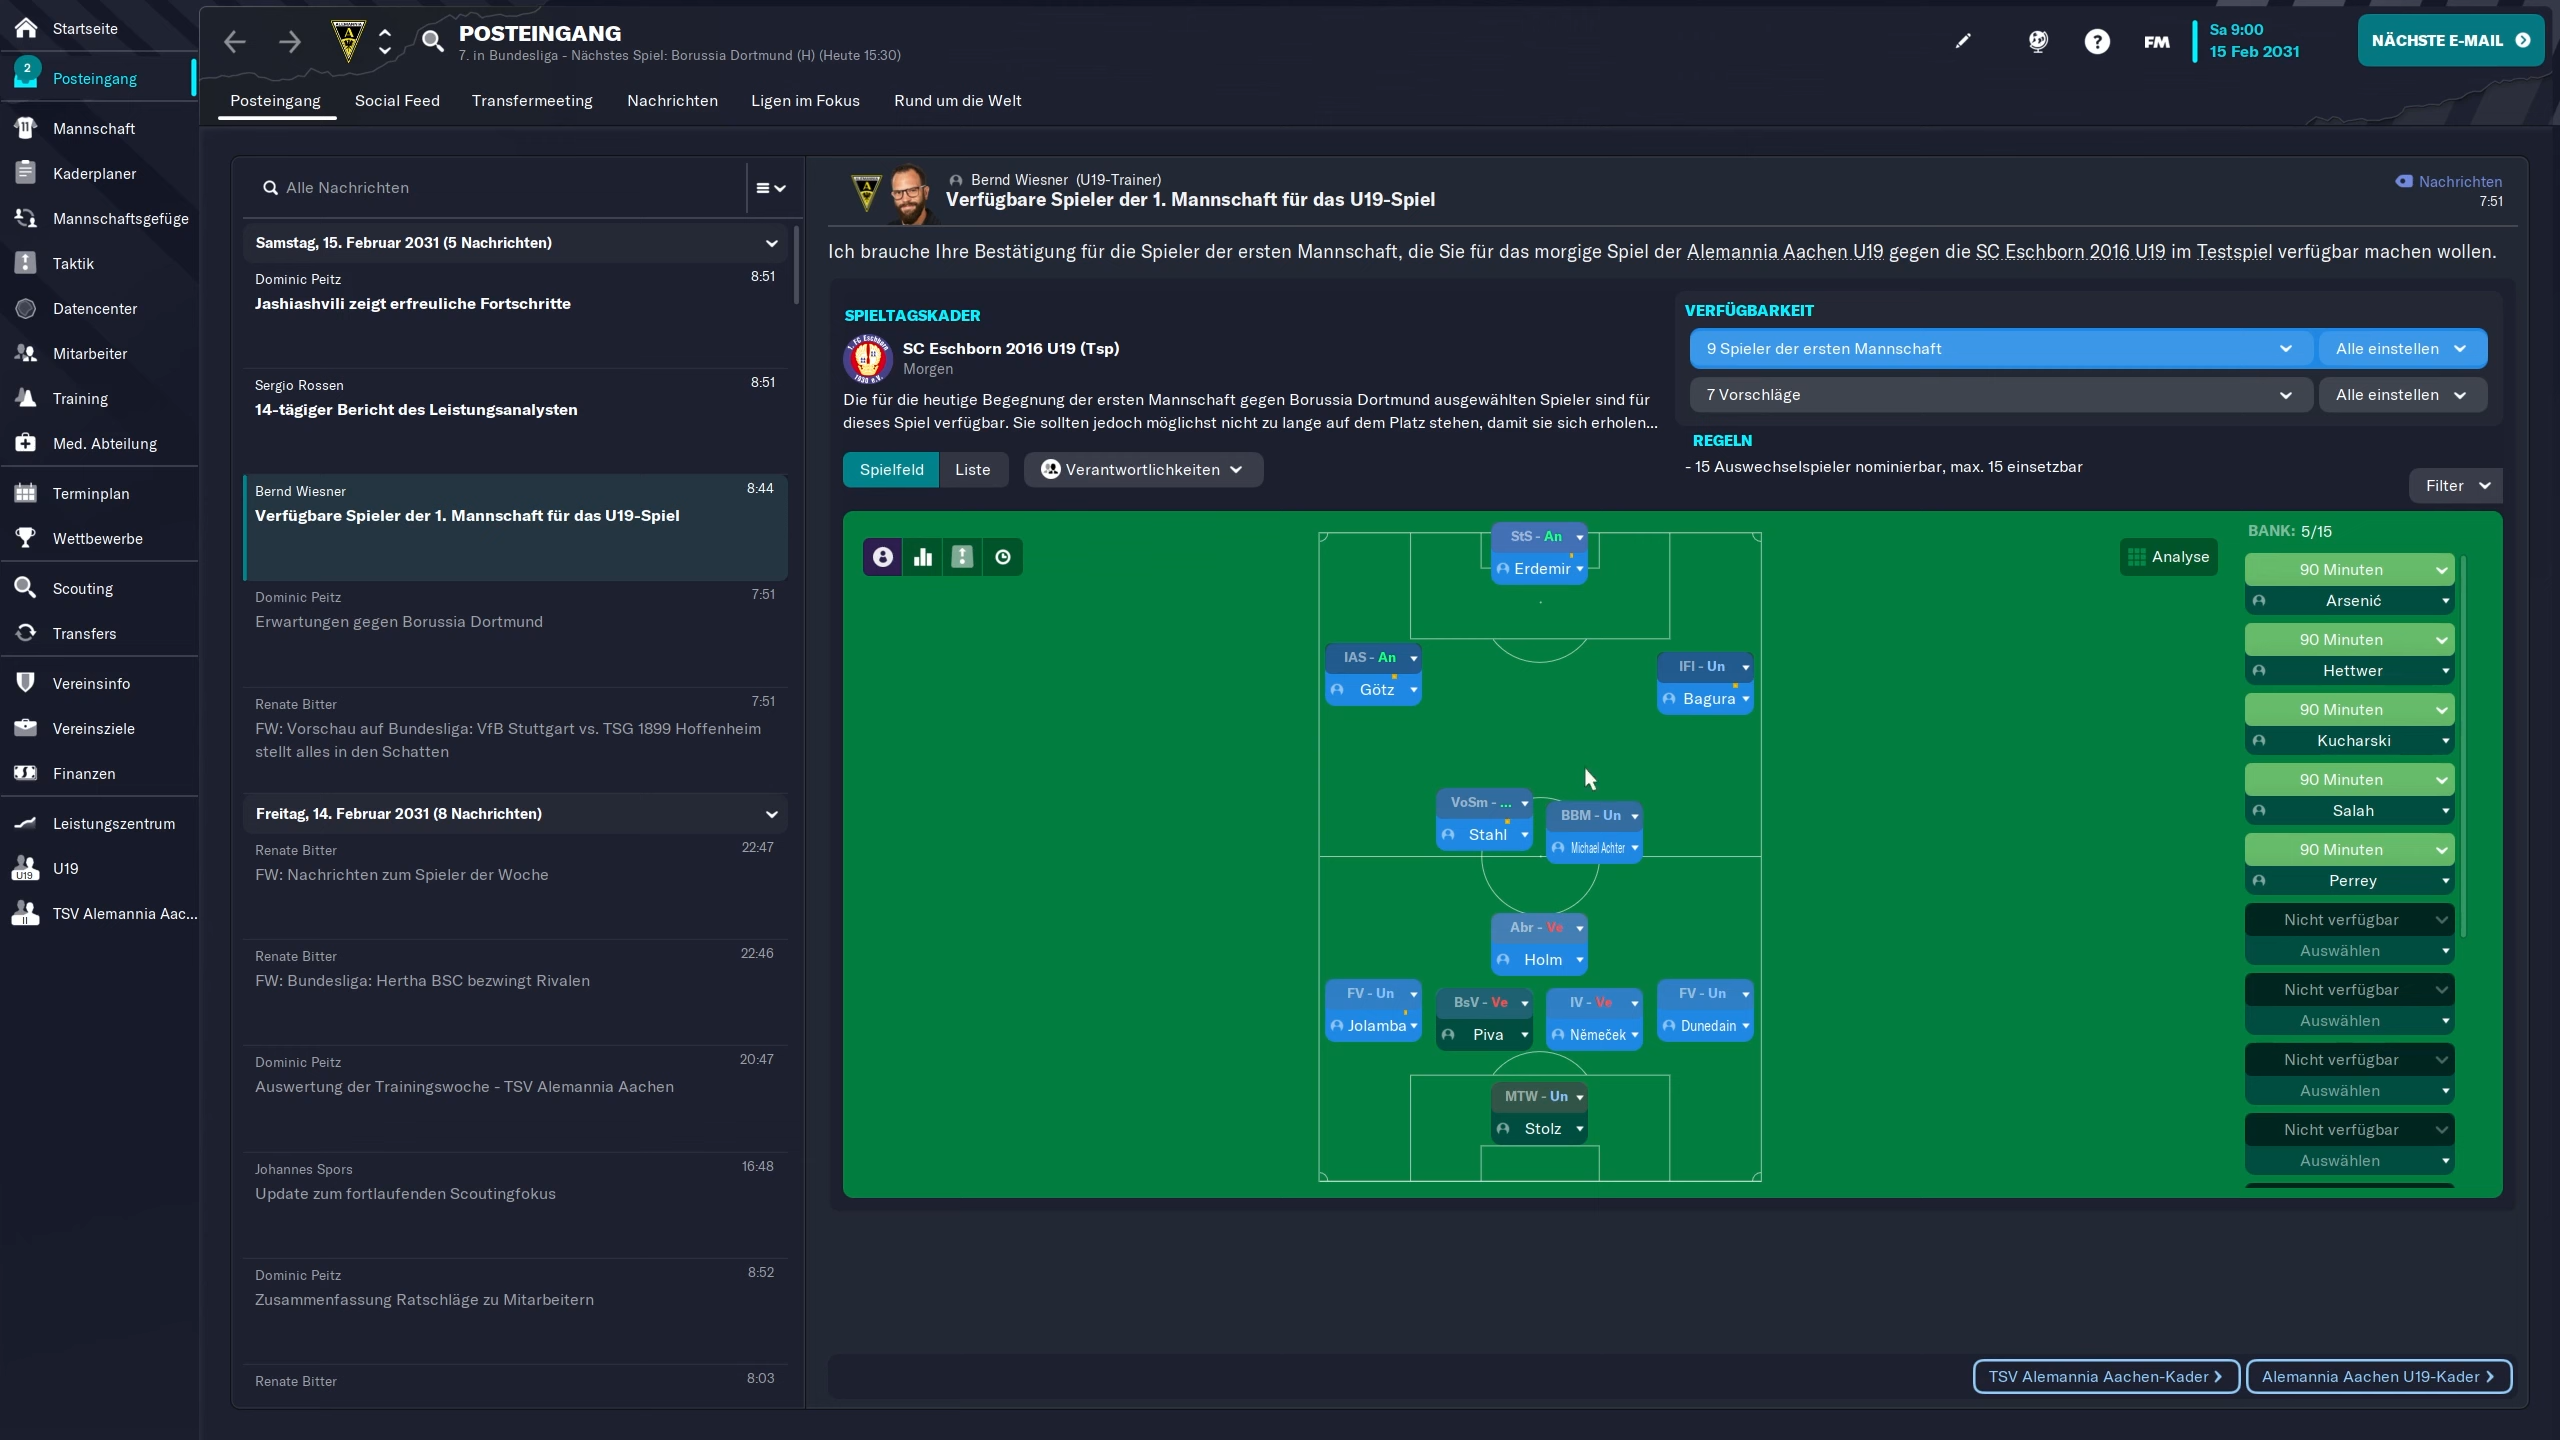 Startseite
2
Posteingang
Mannschaft
Kaderplaner
Mannschaftsgefüge
Taktik
Datencenter
Mitarbeiter
Training
Med. Abteilung
Terminplan
Wettbewerbe
Scouting
Transfers
Vereinsinfo
Vereinsziele
Finanzen
Leistungszentrum
U19
U19
TSV Alemannia Aac...
POSTEINGANG
7. in Bundesliga - Nächstes Spiel: Borussia Dortmund (H) (Heute 15:30)
FM
Sa 9:00
15 Feb 2031
NÄCHSTE E-MAIL
Posteingang
Social Feed
Transfermeeting
Nachrichten
Ligen im Fokus
Rund um die Welt
Alle Nachrichten
Samstag, 15. Februar 2031 (5 Nachrichten)
Dominic Peitz 8:51
Jashiashvili zeigt erfreuliche Fortschritte
Sergio Rossen 8:51
14-tägiger Bericht des Leistungsanalysten
Bernd Wiesner 8:44
Verfügbare Spieler der 1. Mannschaft für das U19-Spiel
Dominic Peitz 7:51
Erwartungen gegen Borussia Dortmund
Renate Bitter 7:51
FW: Vorschau auf Bundesliga: VfB Stuttgart vs. TSG 1899 Hoffenheim
stellt alles in den Schatten
Freitag, 14. Februar 2031 (8 Nachrichten)
Renate Bitter 22:47
FW: Nachrichten zum Spieler der Woche
Renate Bitter 22:46
FW: Bundesliga: Hertha BSC bezwingt Rivalen
Dominic Peitz 20:47
Auswertung der Trainingswoche - TSV Alemannia Aachen
Johannes Spors 16:48
Update zum fortlaufenden Scoutingfokus
Dominic Peitz 8:52
Zusammenfassung Ratschläge zu Mitarbeitern
Renate Bitter 8:03
Bernd Wiesner (U19-Trainer)
Verfügbare Spieler der 1. Mannschaft für das U19-Spiel
Nachrichten
7:51
Ich brauche Ihre Bestätigung für die Spieler der ersten Mannschaft, die Sie für das morgige Spiel der Alemannia Aachen U19 gegen die SC Eschborn 2016 U19 im Testspiel verfügbar machen wollen.
SPIELTAGSKADER
SC Eschborn 2016 U19 (Tsp)
Morgen
Die für die heutige Begegnung der ersten Mannschaft gegen Borussia Dortmund ausgewählten Spieler sind für
dieses Spiel verfügbar. Sie sollten jedoch möglichst nicht zu lange auf dem Platz stehen, damit sie sich erholen...
Spielfeld
Liste
Verantwortlichkeiten
VERFÜGBARKEIT
9 Spieler der ersten Mannschaft
Alle einstellen
7 Vorschläge
Alle einstellen
REGELN
- 15 Auswechselspieler nominierbar, max. 15 einsetzbar
Filter
Analyse
StS - An
Erdemir
IAS - An
Götz
IFl - Un
Bagura
VoSm - ...
Stahl
BBM - Un
Michael Achter
Abr - Ve
Holm
FV - Un
Jolamba
BsV - Ve
Piva
IV - Ve
Němeček
FV - Un
Dunedain
MTW - Un
Stolz
BANK: 5/15
90 Minuten
Arsenić
90 Minuten
Hettwer
90 Minuten
Kucharski
90 Minuten
Salah
90 Minuten
Perrey
Nicht verfügbar
Auswählen
Nicht verfügbar
Auswählen
Nicht verfügbar
Auswählen
Nicht verfügbar
Auswählen
TSV Alemannia Aachen-Kader
Alemannia Aachen U19-Kader